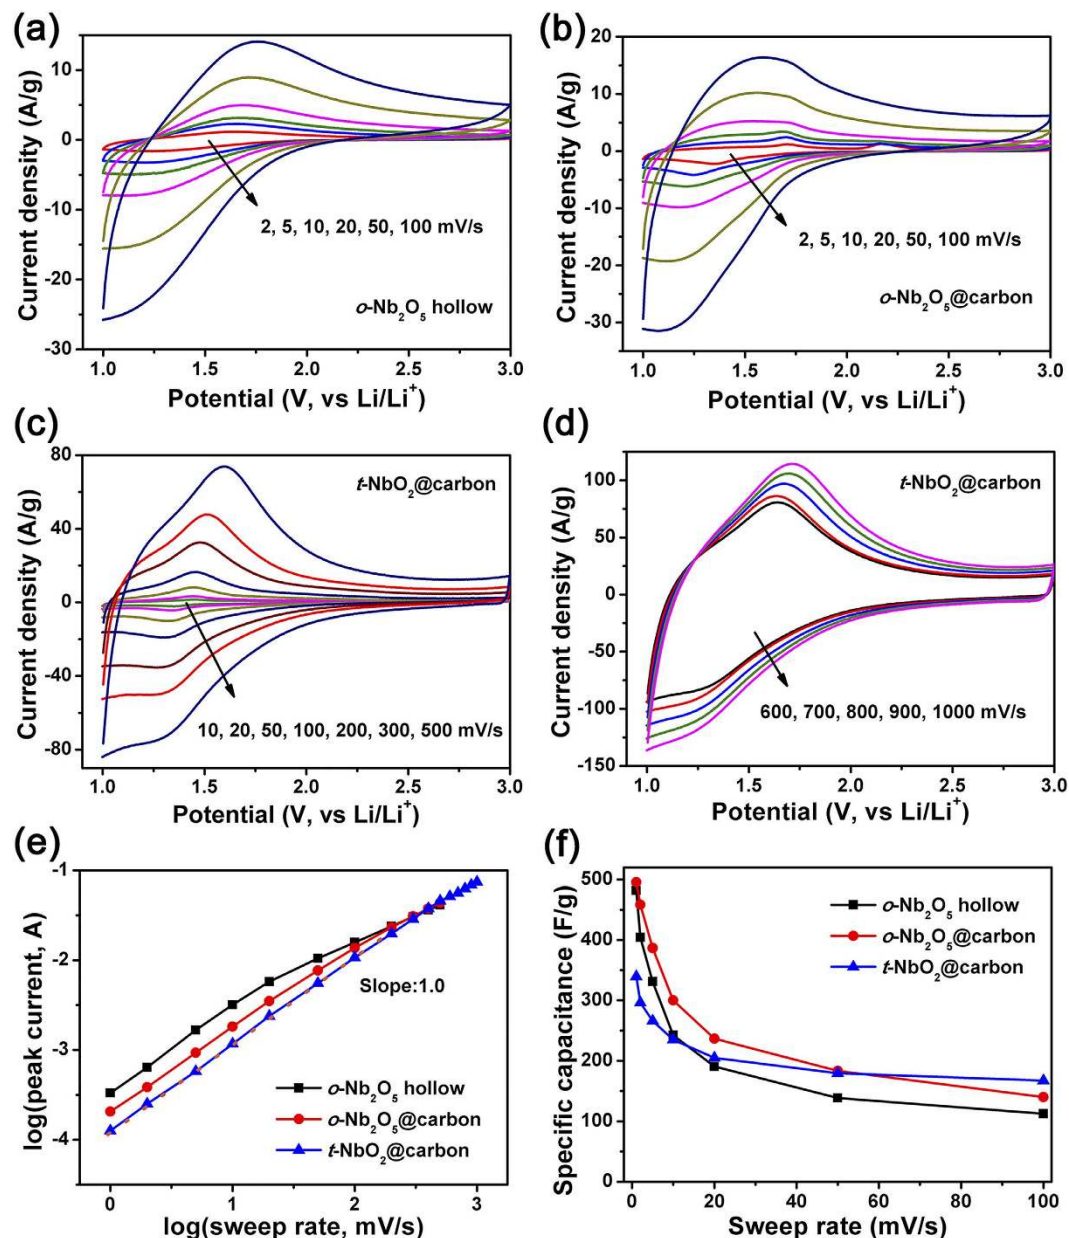 (a)
Current density (A/g)
10
0
-10
-20
-30
2, 5, 10, 20, 50, 100 mV/s
o-Nb₂O₅ hollow
1.0 1.5 2.0 2.5 3.0
Potential (V, vs Li/Li⁺)
(b)
Current density (A/g)
20
10
0
-10
-20
-30
2, 5, 10, 20, 50, 100 mV/s
o-Nb₂O₅@carbon
1.0 1.5 2.0 2.5 3.0
Potential (V, vs Li/Li⁺)
(c)
Current density (A/g)
80
40
0
-40
-80
t-NbO₂@carbon
10, 20, 50, 100, 200, 300, 500 mV/s
1.0 1.5 2.0 2.5 3.0
Potential (V, vs Li/Li⁺)
(d)
Current density (A/g)
100
50
0
-50
-100
-150
t-NbO₂@carbon
600, 700, 800, 900, 1000 mV/s
1.0 1.5 2.0 2.5 3.0
Potential (V, vs Li/Li⁺)
(e)
log(peak current, A)
-1
-2
-3
-4
Slope:1.0
o-Nb₂O₅ hollow
o-Nb₂O₅@carbon
t-NbO₂@carbon
0 1 2 3
log(sweep rate, mV/s)
(f)
Specific capacitance (F/g)
500
400
300
200
100
0
o-Nb₂O₅ hollow
o-Nb₂O₅@carbon
t-NbO₂@carbon
0 20 40 60 80 100
Sweep rate (mV/s)